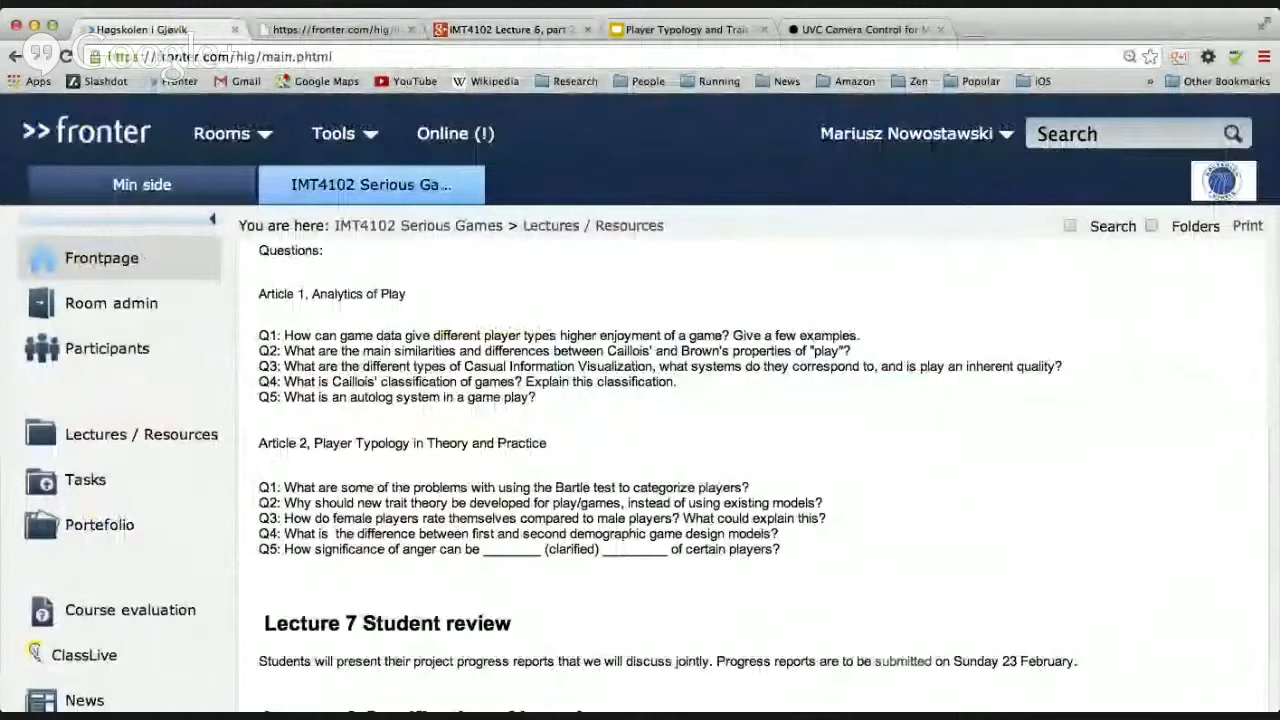 Høgskolen i Gjøvik
https://fronter.com/hig/
IMT4102 Lecture 6, part 2
Player Typology and Trai
UVC Camera Control for M
Google+
https://fronter.com/hig/main.phtml
Apps Slashdot Fronter Gmail Google Maps YouTube Wikipedia Research People Running News Amazon Zen Popular iOS » Other Bookmarks
>>fronter Rooms Tools Online (!) Mariusz Nowostawski Search
Min side IMT4102 Serious Ga...
You are here: IMT4102 Serious Games > Lectures / Resources Search Folders Print
Frontpage
Room admin
Participants
Lectures / Resources
Tasks
Portefolio
Course evaluation
ClassLive
News
Questions:
Article 1, Analytics of Play
Q1: How can game data give different player types higher enjoyment of a game? Give a few examples.
Q2: What are the main similarities and differences between Caillois' and Brown's properties of "play"?
Q3: What are the different types of Casual Information Visualization, what systems do they correspond to, and is play an inherent quality?
Q4: What is Caillois' classification of games? Explain this classification.
Q5: What is an autolog system in a game play?
Article 2, Player Typology in Theory and Practice
Q1: What are some of the problems with using the Bartle test to categorize players?
Q2: Why should new trait theory be developed for play/games, instead of using existing models?
Q3: How do female players rate themselves compared to male players? What could explain this?
Q4: What is the difference between first and second demographic game design models?
Q5: How significance of anger can be ________ (clarified) _________ of certain players?
Lecture 7 Student review
Students will present their project progress reports that we will discuss jointly. Progress reports are to be submitted on Sunday 23 February.